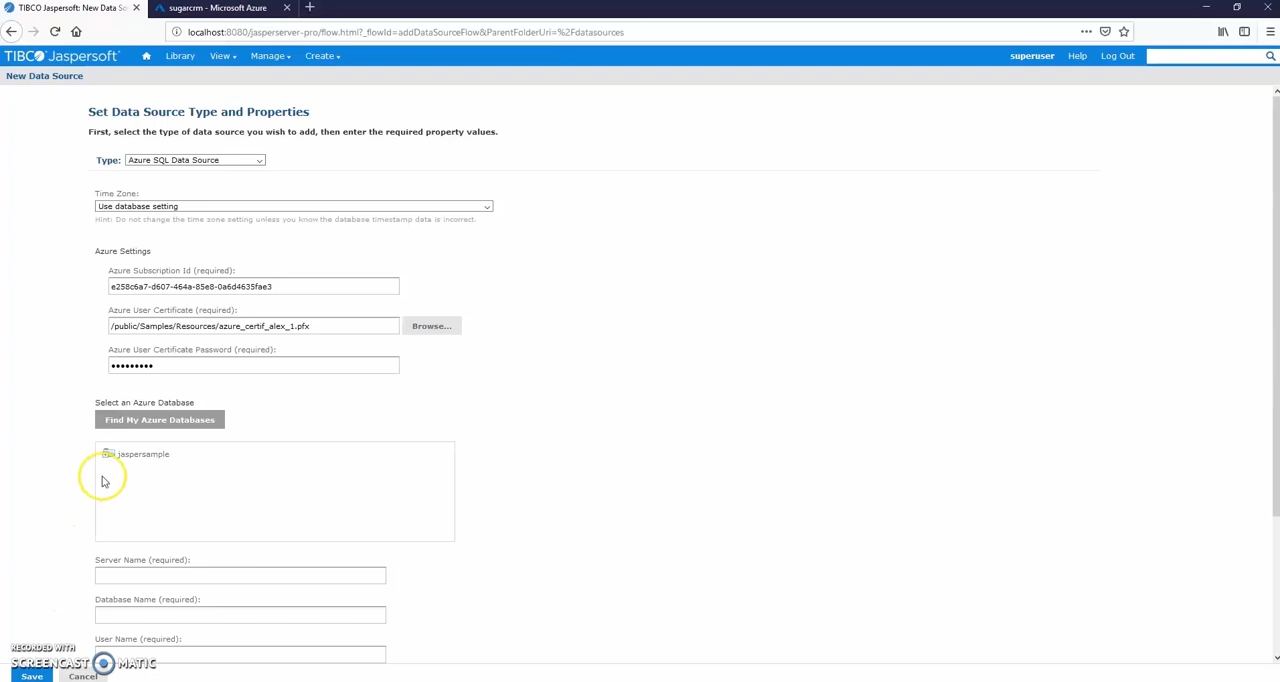 TIBCO Jaspersoft: New Data So
sugarcrm - Microsoft Azure
localhost:8080/jasperserver-pro/flow.html?_flowId=addDataSourceFlow&ParentFolderUri=%2Fdatasources
TIBCO Jaspersoft
Library
View
Manage
Create
superuser
Help
Log Out
New Data Source
Set Data Source Type and Properties
First, select the type of data source you wish to add, then enter the required property values.
Type: Azure SQL Data Source
Time Zone:
Use database setting
Hint: Do not change the time zone setting unless you know the database timestamp data is incorrect.
Azure Settings
Azure Subscription Id (required):
e258c6a7-d607-464a-85e8-0a6d4635fae3
Azure User Certificate (required):
/public/Samples/Resources/azure_certif_alex_1.pfx
Browse...
Azure User Certificate Password (required):
•••••••••
Select an Azure Database
Find My Azure Databases
jaspersample
Server Name (required):
Database Name (required):
User Name (required):
RECORDED WITH
SCREENCAST MATIC
Save
Cancel